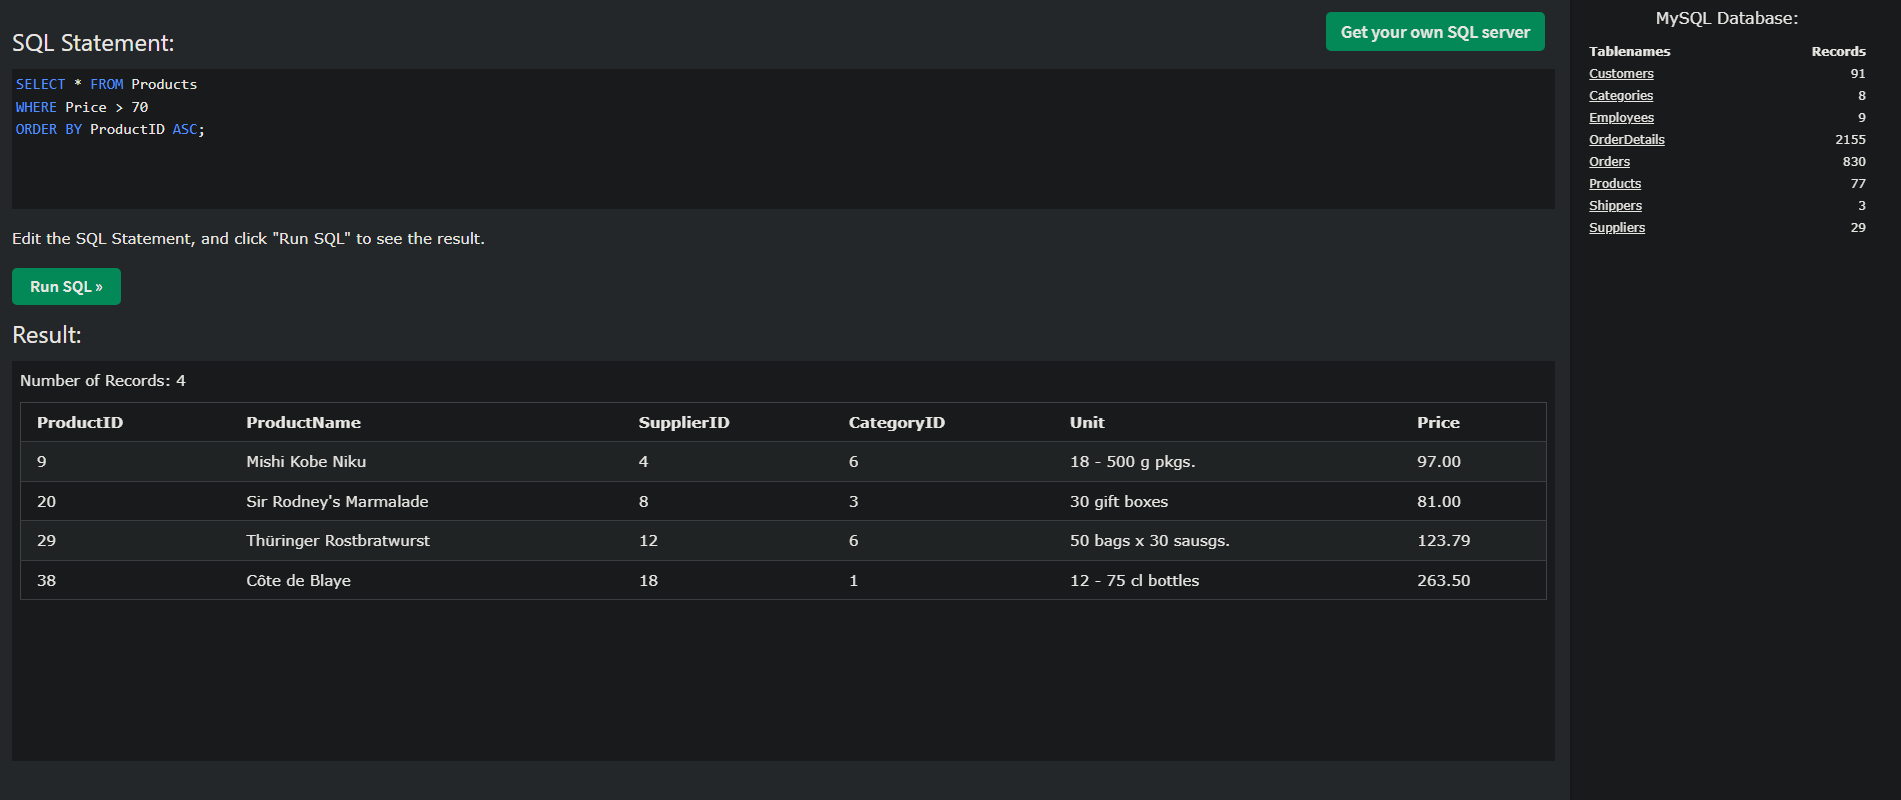 Get your own SQL server
SQL Statement:
SELECT * FROM Products
WHERE Price > 70
ORDER BY ProductID ASC;
Edit the SQL Statement, and click "Run SQL" to see the result.
Run SQL »
Result:
Number of Records: 4
ProductID ProductName SupplierID CategoryID Unit Price
9 Mishi Kobe Niku 4 6 18 - 500 g pkgs. 97.00
20 Sir Rodney's Marmalade 8 3 30 gift boxes 81.00
29 Thüringer Rostbratwurst 12 6 50 bags x 30 sausgs. 123.79
38 Côte de Blaye 18 1 12 - 75 cl bottles 263.50
MySQL Database:
Tablenames Records
Customers 91
Categories 8
Employees 9
OrderDetails 2155
Orders 830
Products 77
Shippers 3
Suppliers 29